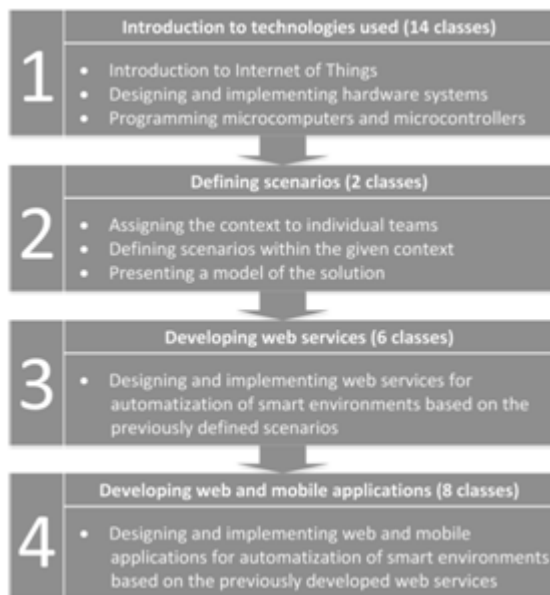 1
Introduction to technologies used (14 classes)
• Introduction to Internet of Things
• Designing and implementing hardware systems
• Programming microcomputers and microcontrollers
2
Defining scenarios (2 classes)
• Assigning the context to individual teams
• Defining scenarios within the given context
• Presenting a model of the solution
3
Developing web services (6 classes)
• Designing and implementing web services for
automatization of smart environments based on the
previously defined scenarios
4
Developing web and mobile applications (8 classes)
• Designing and implementing web and mobile
applications for automatization of smart environments
based on the previously developed web services